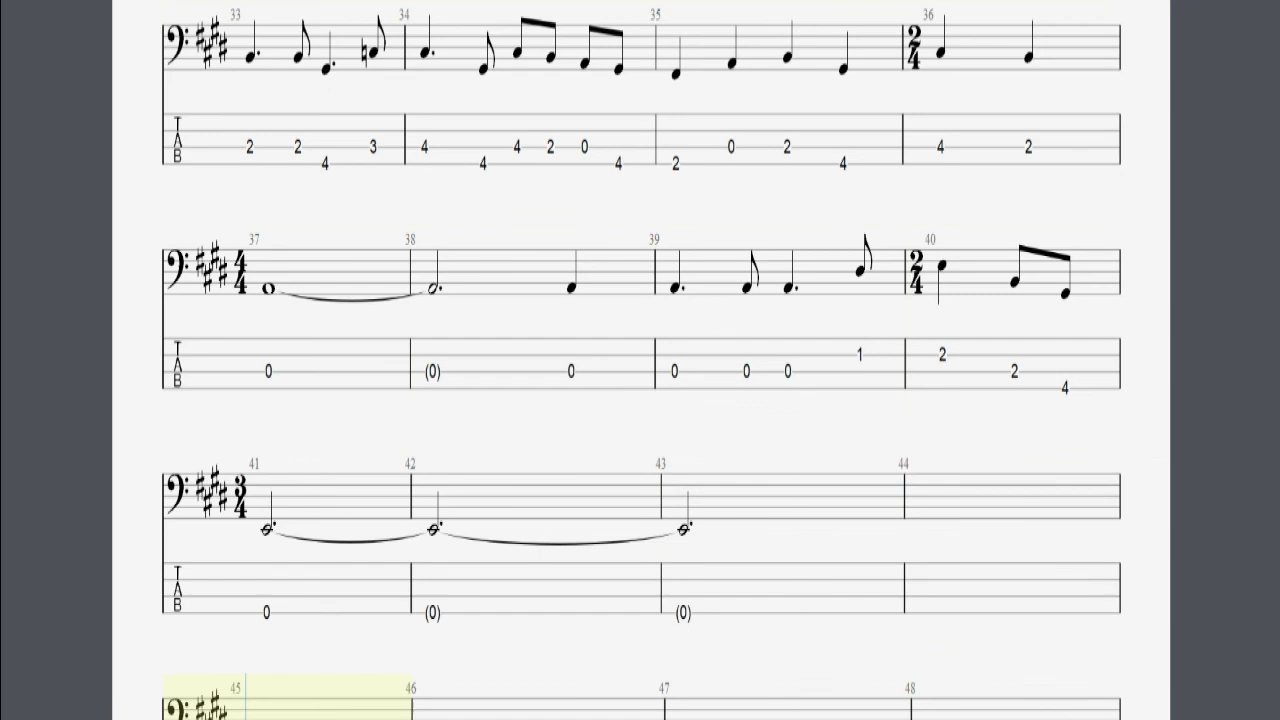 33 34 35 36
2 4
T A B
2 2 4 3 4 4 4 2 0 4 2 0 2 4 4 2
37 38 39 40
4 4 2 4
T A B
0 (0) 0 0 0 0 1 2 2 4
41 42 43 44
3 4
T A B
0 (0) (0)
45 46 47 48